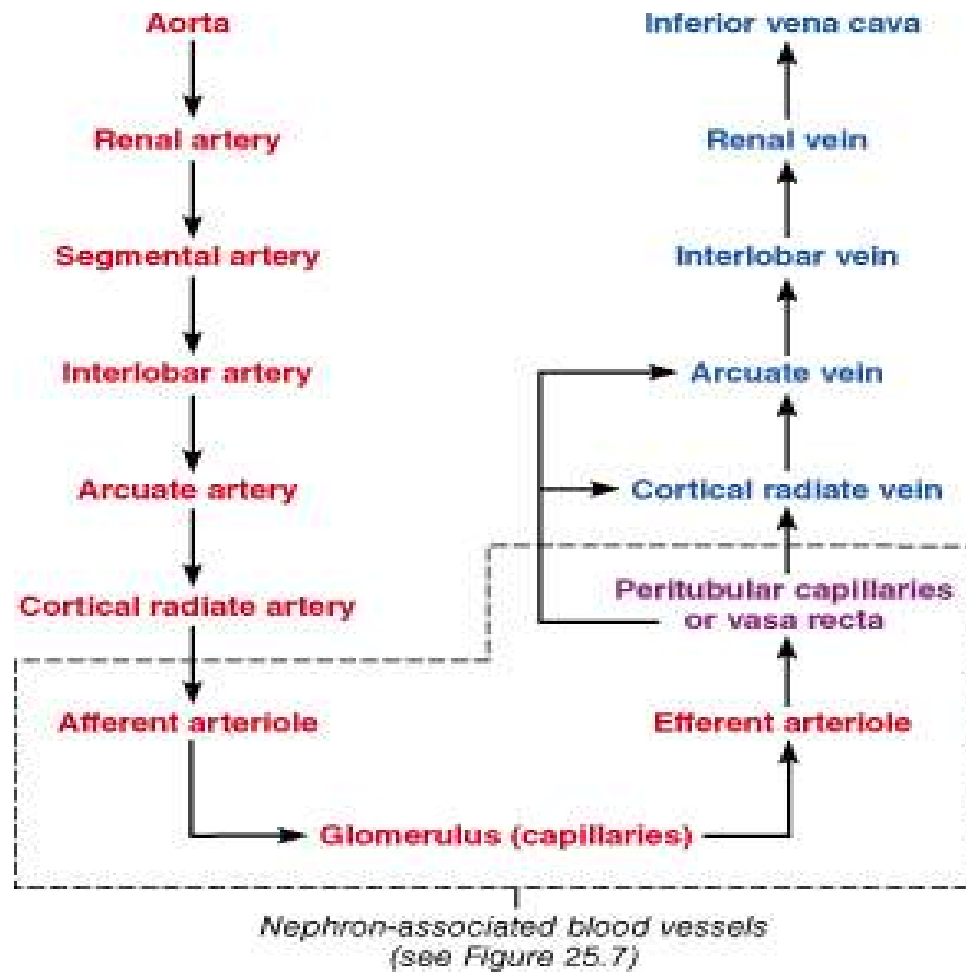 Aorta
Renal artery
Segmental artery
Interlobar artery
Arcuate artery
Cortical radiate artery
Afferent arteriole
Glomerulus (capillaries)
Efferent arteriole
Peritubular capillaries
or vasa recta
Cortical radiate vein
Arcuate vein
Interlobar vein
Renal vein
Inferior vena cava
Nephron-associated blood vessels
(see Figure 25.7)